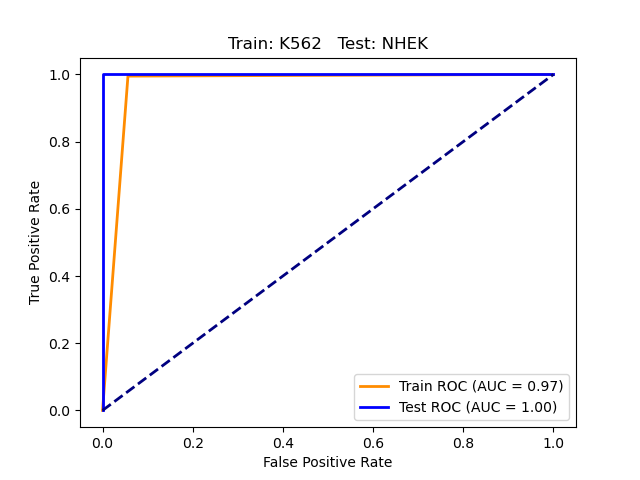 Train: K562   Test: NHEK
True Positive Rate
1.0
0.8
0.6
0.4
0.2
0.0
Train ROC (AUC = 0.97)
Test ROC (AUC = 1.00)
0.0 0.2 0.4 0.6 0.8 1.0
False Positive Rate